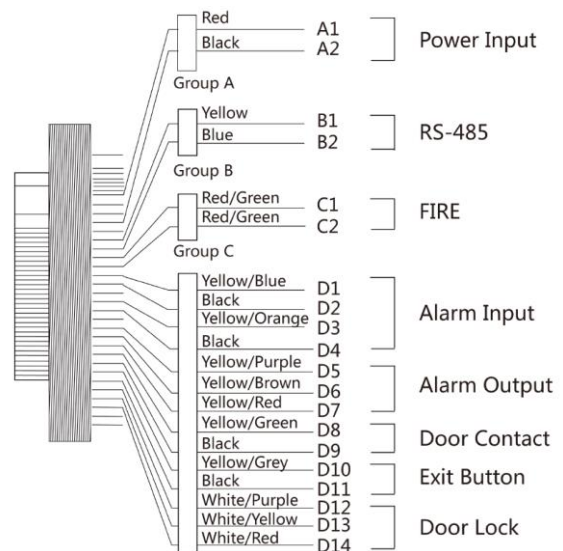 Red A1 Power Input
Black A2
Group A
Yellow B1 RS-485
Blue B2
Group B
Red/Green C1 FIRE
Red/Green C2
Group C
Yellow/Blue D1 Alarm Input
Black D2
Yellow/Orange D3
Black D4
Yellow/Purple D5 Alarm Output
Yellow/Brown D6
Yellow/Red D7
Yellow/Green D8 Door Contact
Black D9
Yellow/Grey D10 Exit Button
Black D11
White/Purple D12 Door Lock
White/Yellow D13
White/Red D14